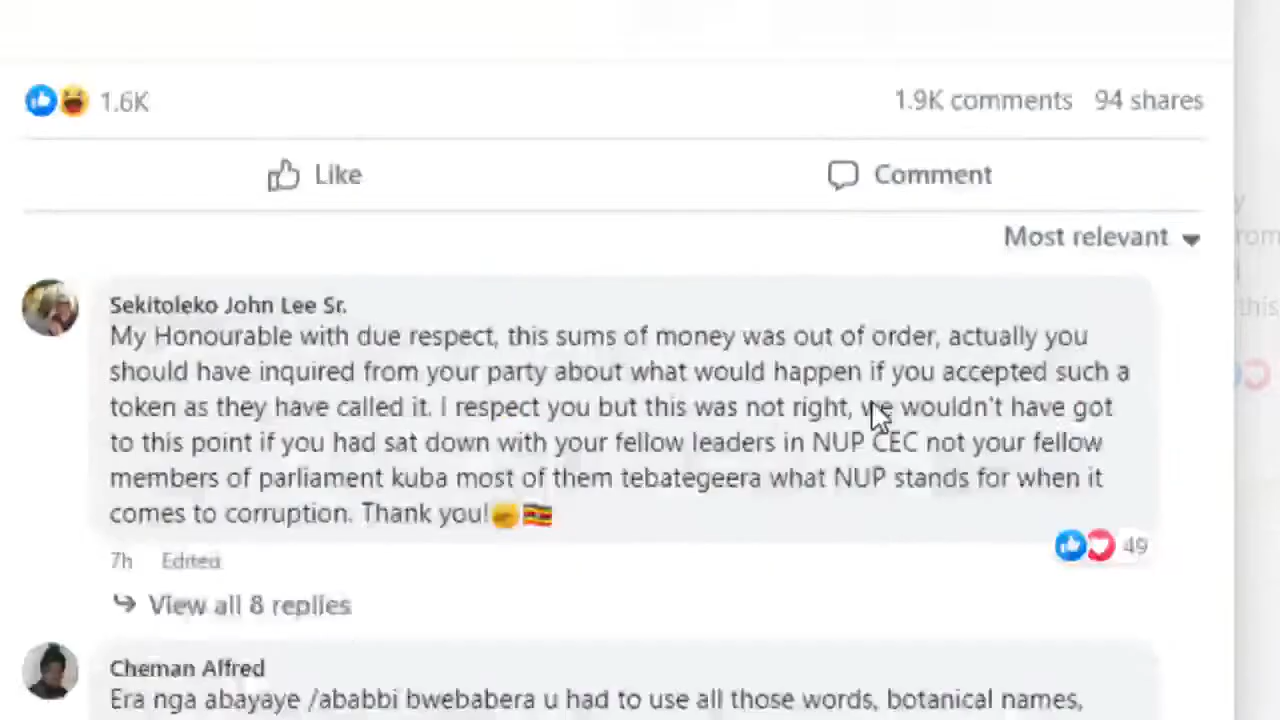 1.6K 1.9K comments 94 shares
Like Comment
Most relevant
Sekitoleko John Lee Sr.
My Honourable with due respect, this sums of money was out of order, actually you
should have inquired from your party about what would happen if you accepted such a
token as they have called it. I respect you but this was not right, we wouldn't have got
to this point if you had sat down with your fellow leaders in NUP CEC not your fellow
members of parliament kuba most of them tebategeera what NUP stands for when it
comes to corruption. Thank you!
7h Edited 49
View all 8 replies
Cheman Alfred
Era nga abayaye /ababbi bwebabera u had to use all those words, botanical names,